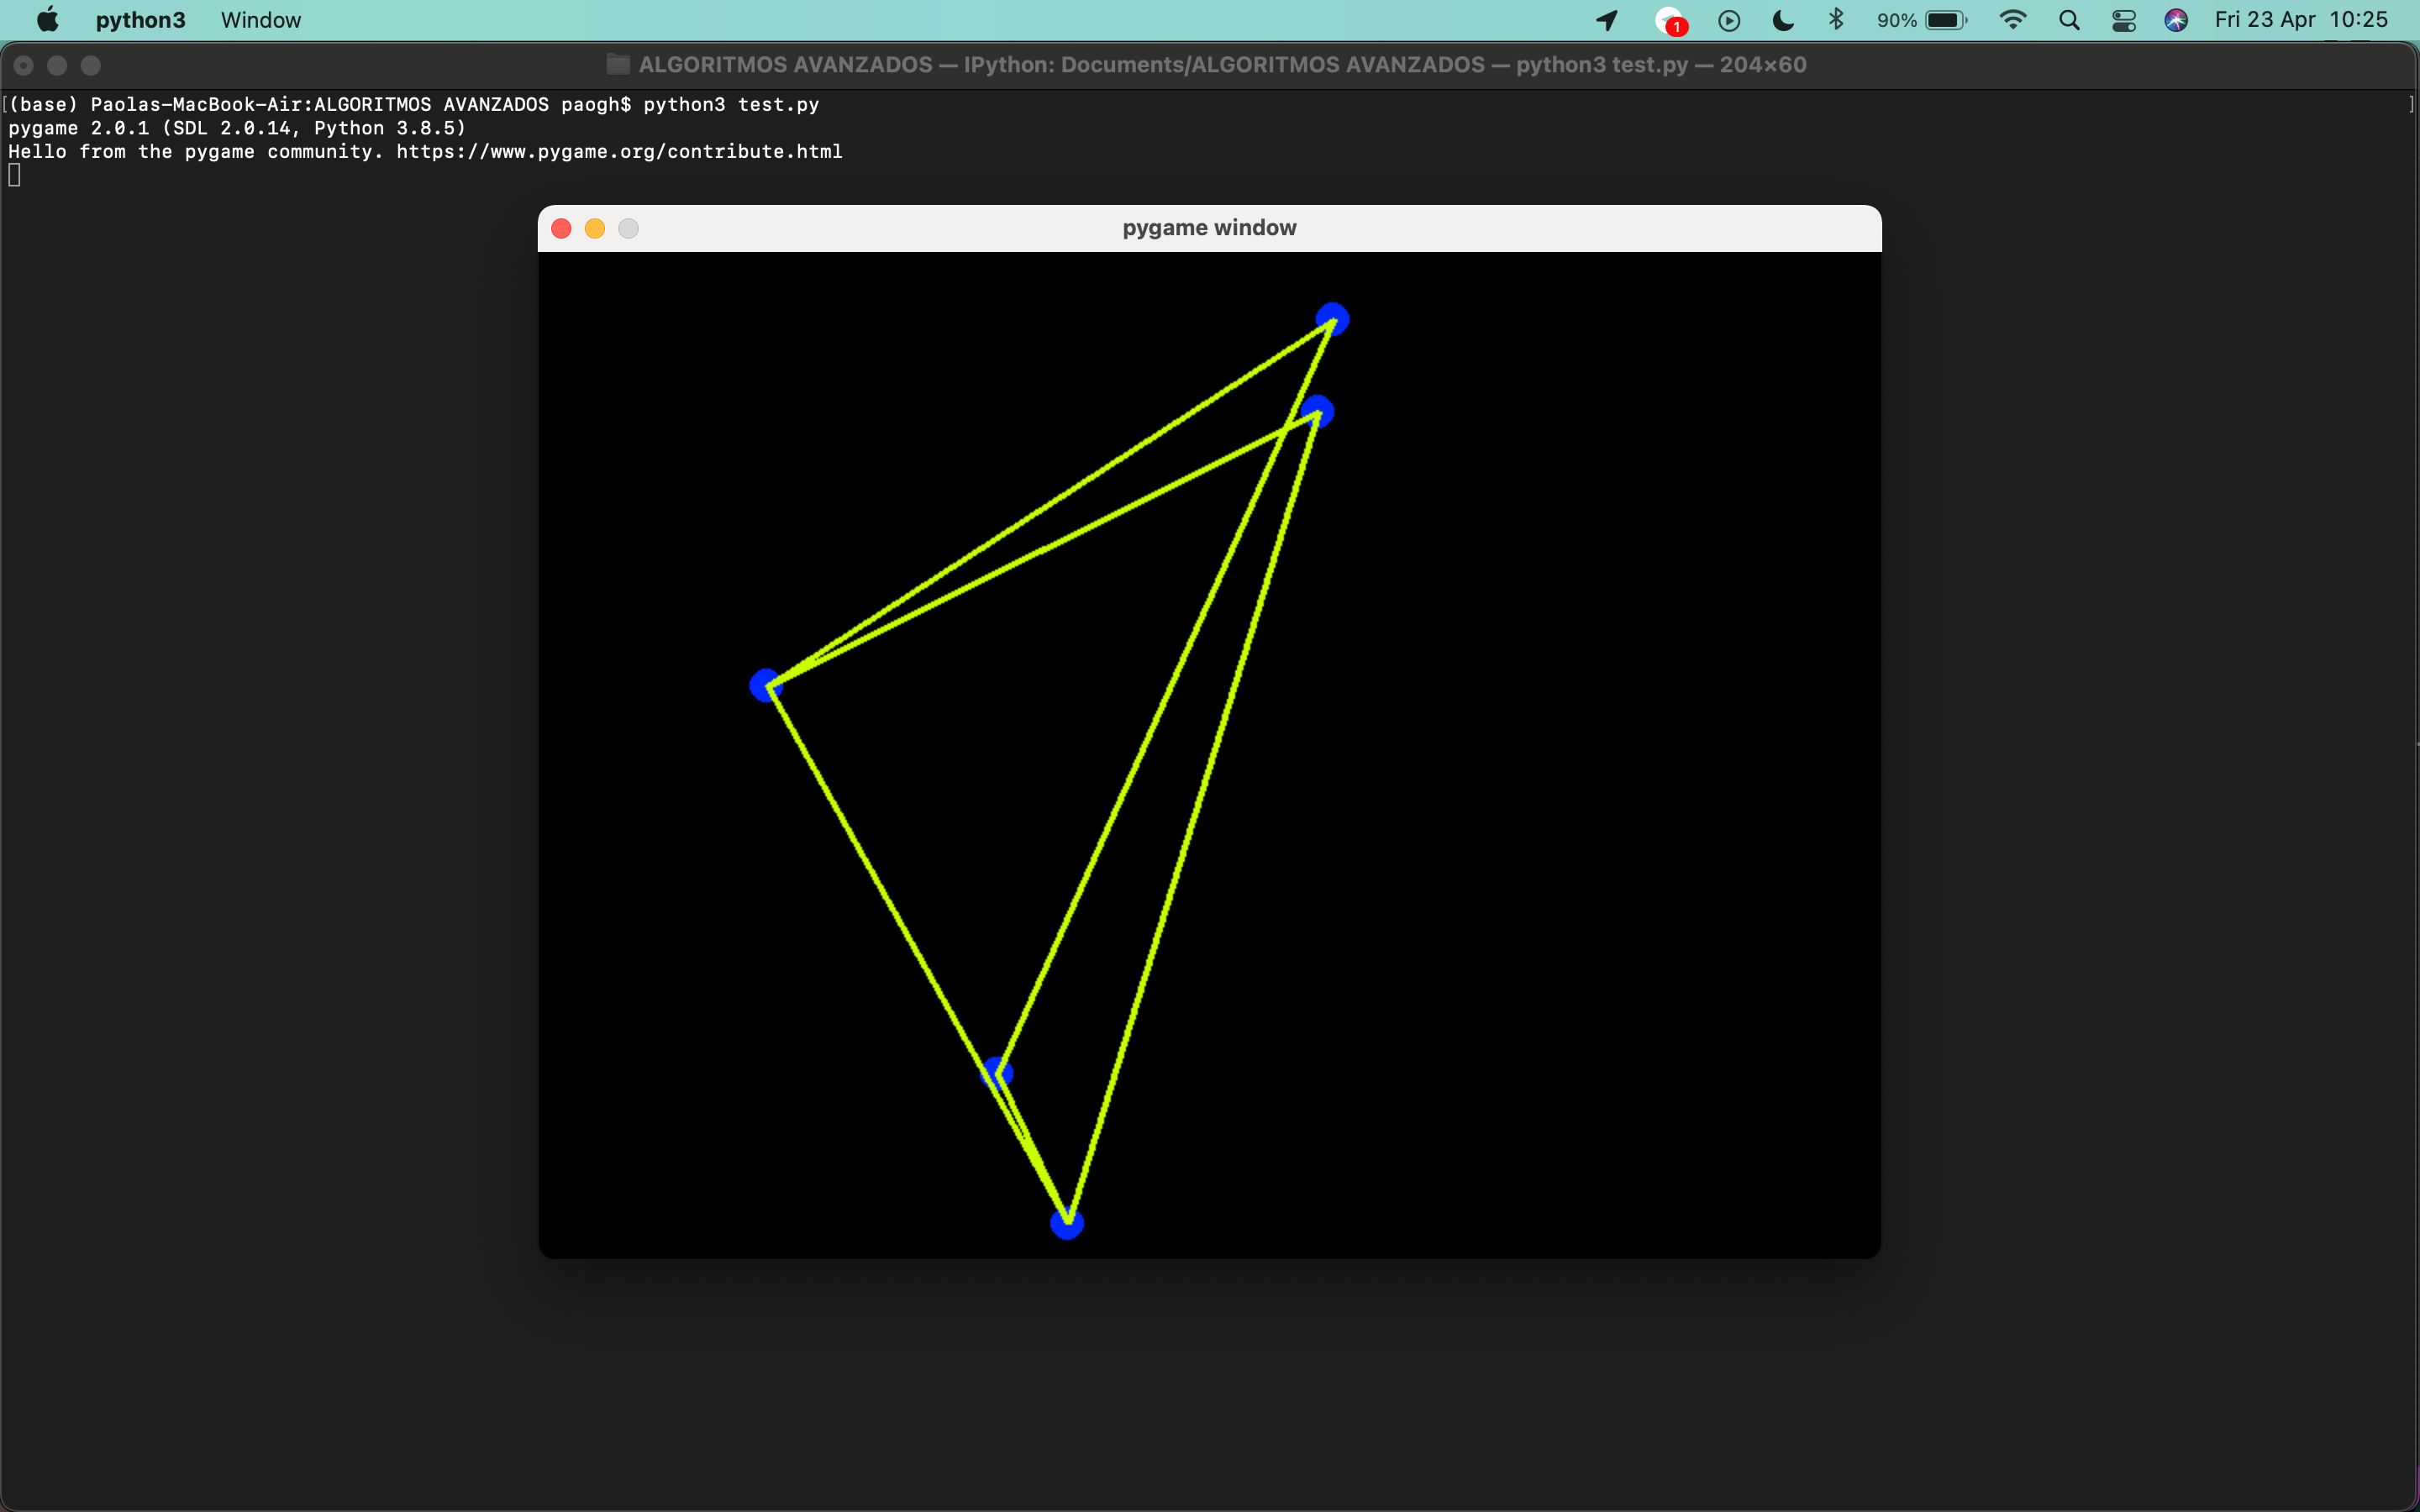 python3 Window 1 90% Fri 23 Apr 10:25
ALGORITMOS AVANZADOS — IPython: Documents/ALGORITMOS AVANZADOS — python3 test.py — 204×60
[(base) Paolas-MacBook-Air:ALGORITMOS AVANZADOS paogh$ python3 test.py ]
pygame 2.0.1 (SDL 2.0.14, Python 3.8.5)
Hello from the pygame community. https://www.pygame.org/contribute.html
pygame window